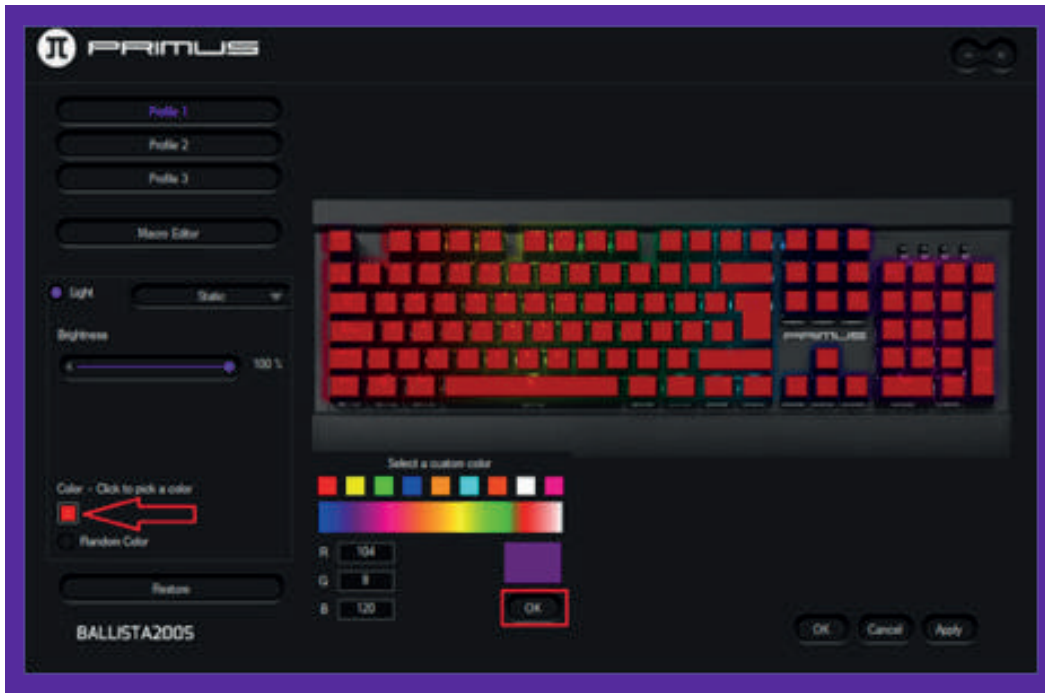 PRIMUS
Profile 1
Profile 2
Profile 3
Macro Editor
Light
Static
Brightness
100 %
Color - Click to pick a color
Random Color
Restore
BALLISTA200S
PRIMUS
Select a custom color
R 104
G 8
B 120
OK
OK
Cancel
Apply